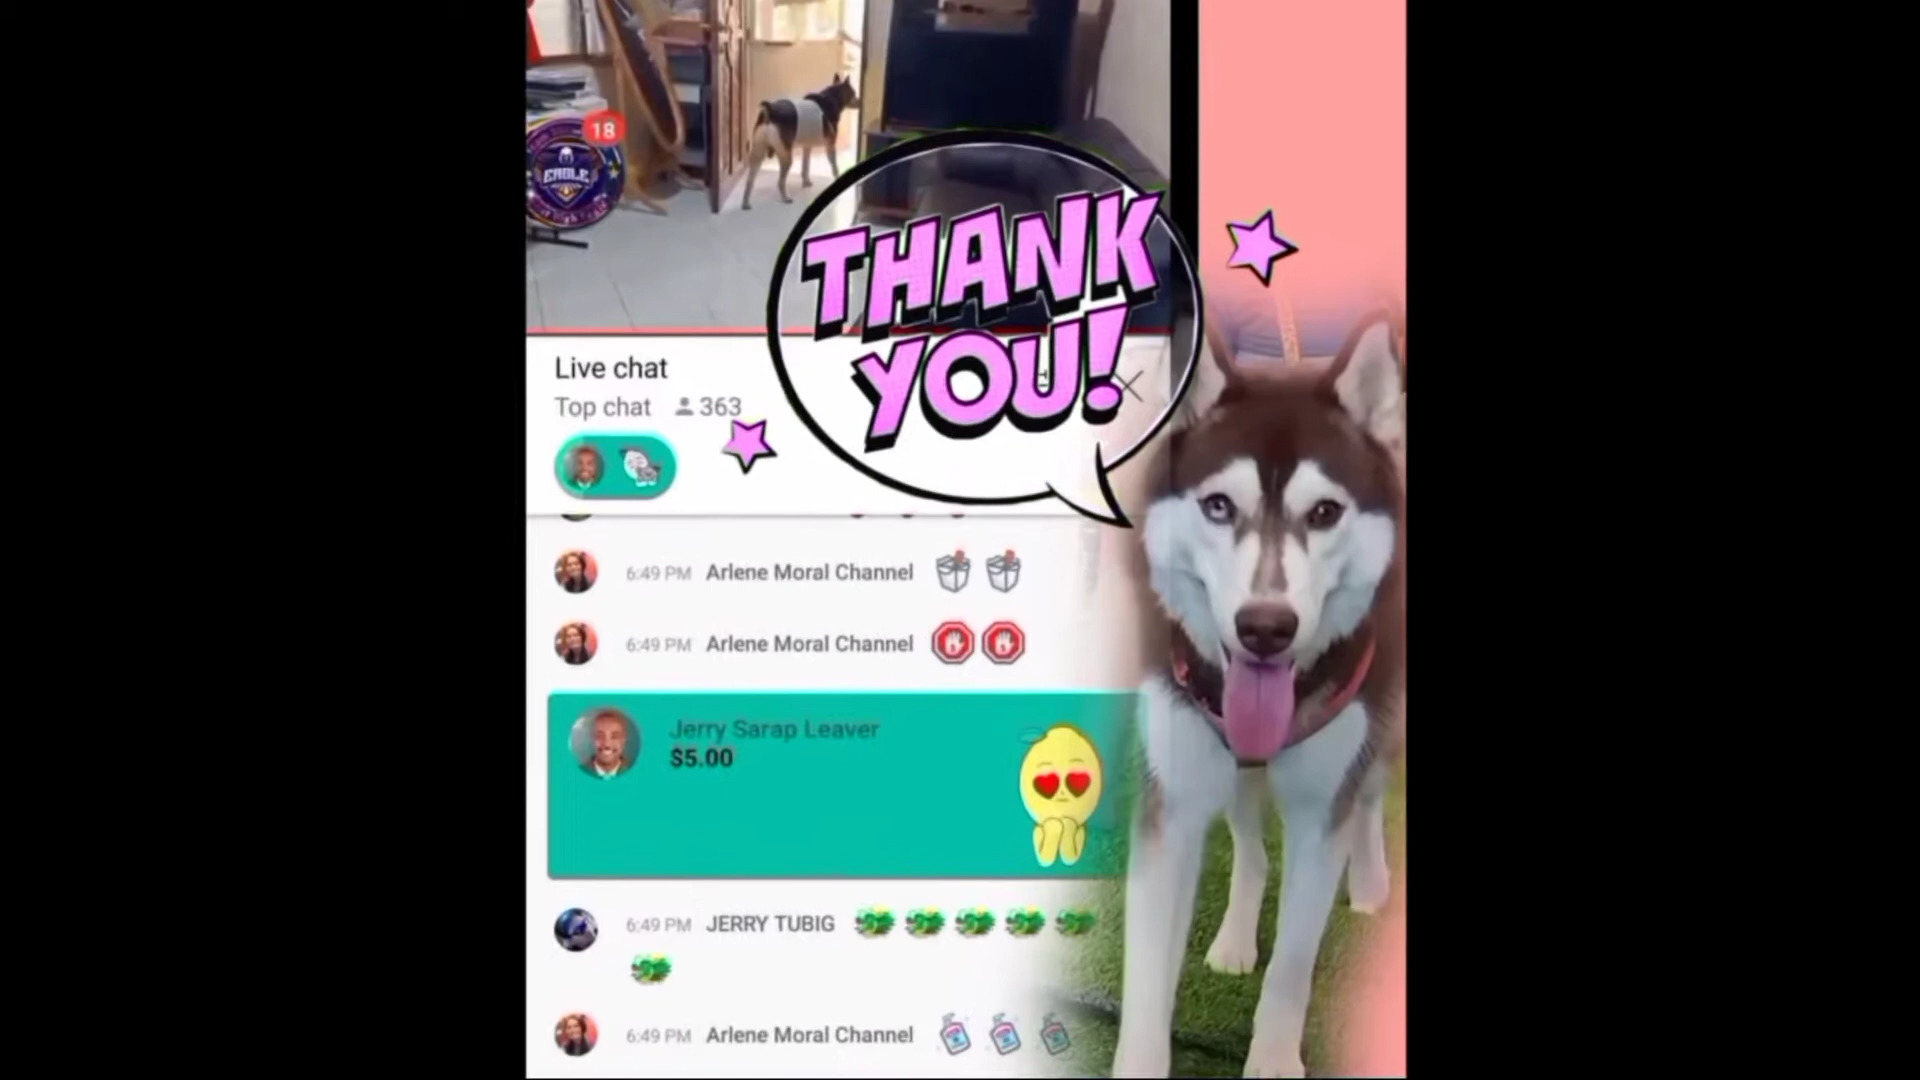 18
EAGLE
THANK
YOU!
Live chat
Top chat 363
6:49 PM Arlene Moral Channel
6:49 PM Arlene Moral Channel
Jerry Sarap Leaver
$5.00
6:49 PM JERRY TUBIG
6:49 PM Arlene Moral Channel